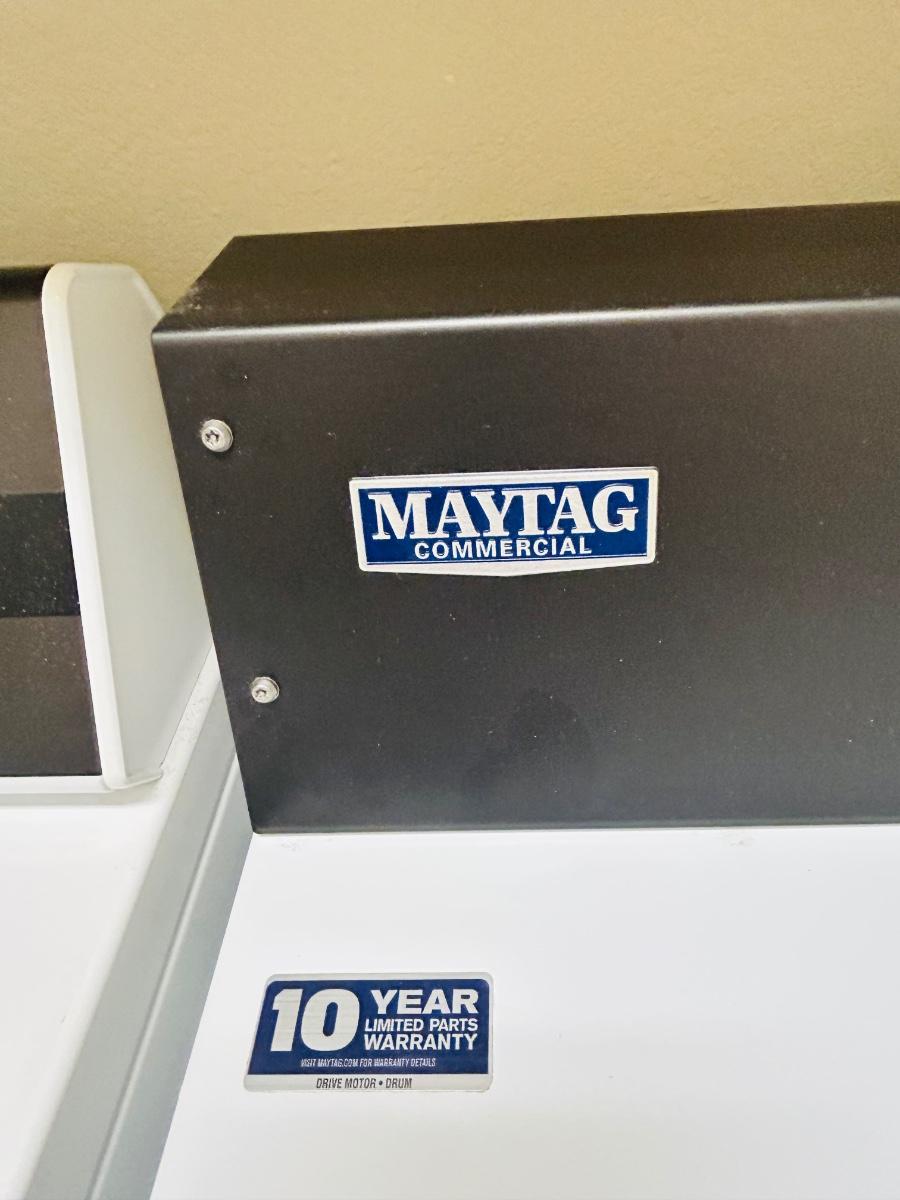 MAYTAG
COMMERCIAL
10 YEAR
LIMITED PARTS
WARRANTY
VISIT MAYTAG.COM FOR WARRANTY DETAILS
DRIVE MOTOR • DRUM